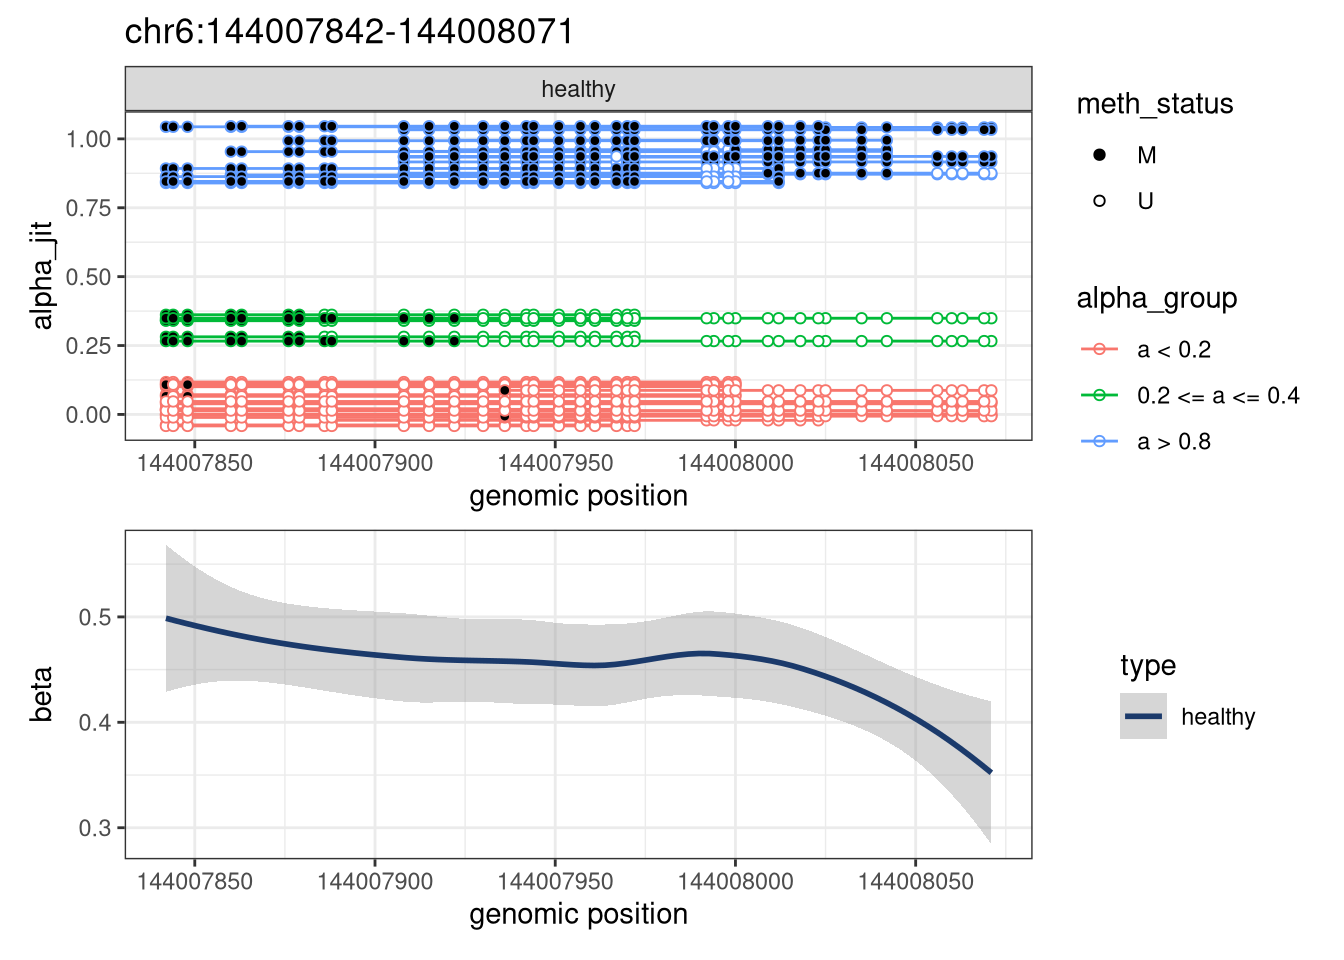 chr6:144007842-144008071
healthy
1.00
0.75
0.50
0.25
0.00
alpha_jit
144007850 144007900 144007950 144008000 144008050
genomic position
meth_status
M
U
alpha_group
a < 0.2
0.2 <= a <= 0.4
a > 0.8
0.5
0.4
0.3
beta
144007850 144007900 144007950 144008000 144008050
genomic position
type
healthy